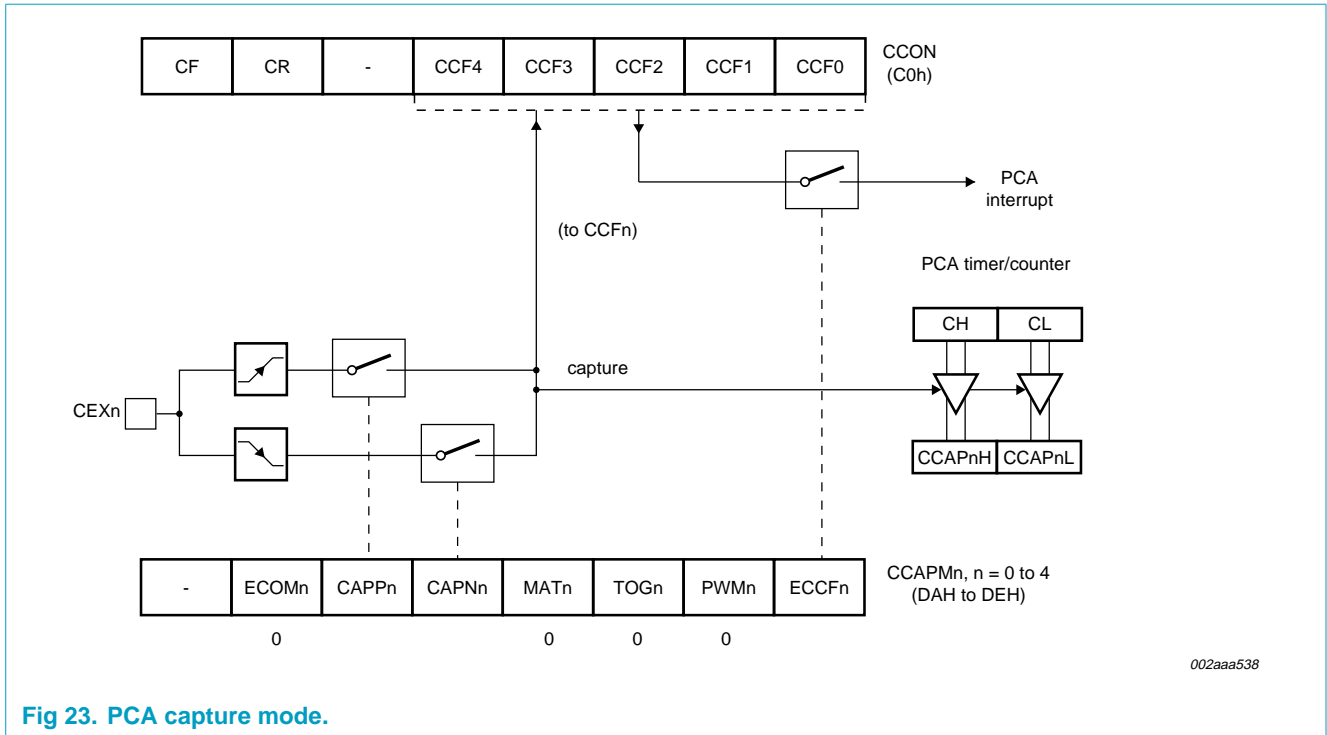 CF CR - CCF4 CCF3 CCF2 CCF1 CCF0
CCON
(C0h)
PCA
interrupt
(to CCFn)
PCA timer/counter
CH CL
capture
CEXn
CCAPnH CCAPnL
- ECOMn CAPPn CAPNn MATn TOGn PWMn ECCFn
CCAPMn, n = 0 to 4
(DAH to DEH)
0 0 0 0
002aaa538
Fig 23. PCA capture mode.